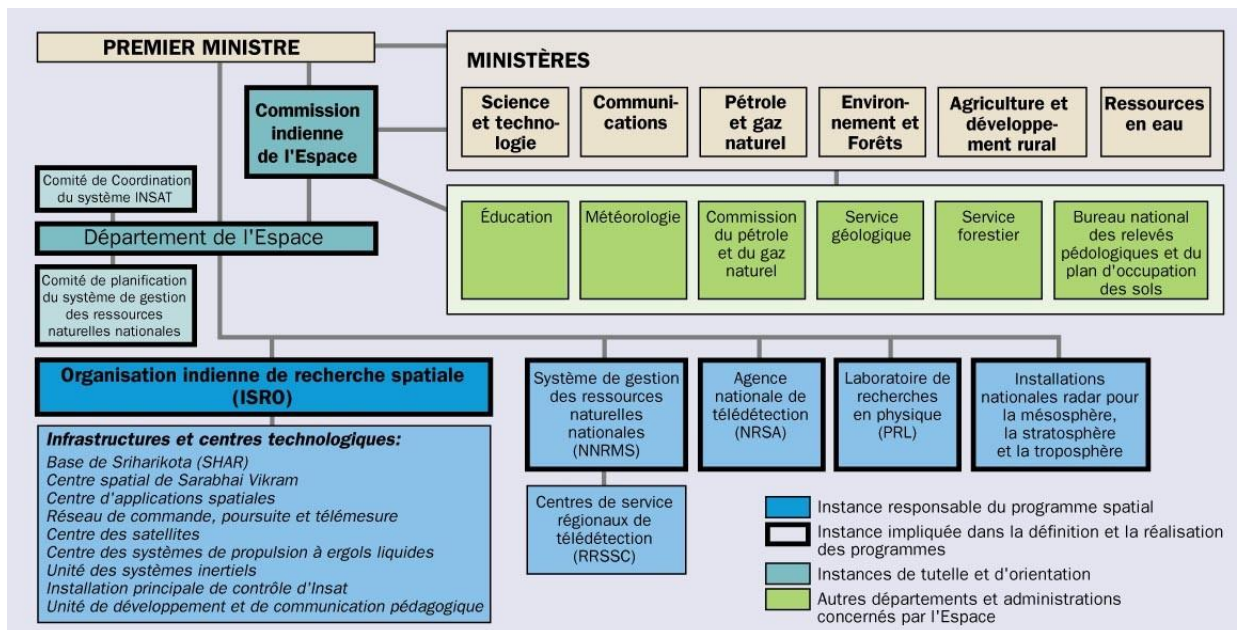 PREMIER MINISTRE
MINISTÈRES
Science
et techno-
logie
Communi-
cations
Pétrole
et gaz
naturel
Environ-
nement et
Forêts
Agriculture et
développe-
ment rural
Ressources
en eau
Commission
indienne
de l'Espace
Comité de Coordination
du système INSAT
Département de l'Espace
Comité de planification
du système de gestion
des ressources
naturelles nationales
Éducation
Météorologie
Commission
du pétrole
et du gaz
naturel
Service
géologique
Service
forestier
Bureau national
des relevés
pédologiques et du
plan d'occupation
des sols
Organisation indienne de recherche spatiale
(ISRO)
Infrastructures et centres technologiques:
Base de Sriharikota (SHAR)
Centre spatial de Sarabhai Vikram
Centre d'applications spatiales
Réseau de commande, poursuite et télémesure
Centre des satellites
Centre des systèmes de propulsion à ergols liquides
Unité des systèmes inertiels
Installation principale de contrôle d'Insat
Unité de développement et de communication pédagogique
Système de gestion
des ressources
naturelles
nationales
(NNRMS)
Agence
nationale de
télédétection
(NRSA)
Laboratoire de
recherches
en physique
(PRL)
Installations
nationales radar pour
la mésosphère,
la stratosphère
et la troposphère
Centres de service
régionaux de
télédétection
(RRSSC)
Instance responsable du programme spatial
Instance impliquée dans la définition et la réalisation
des programmes
Instances de tutelle et d'orientation
Autres départements et administrations
concernés par l'Espace